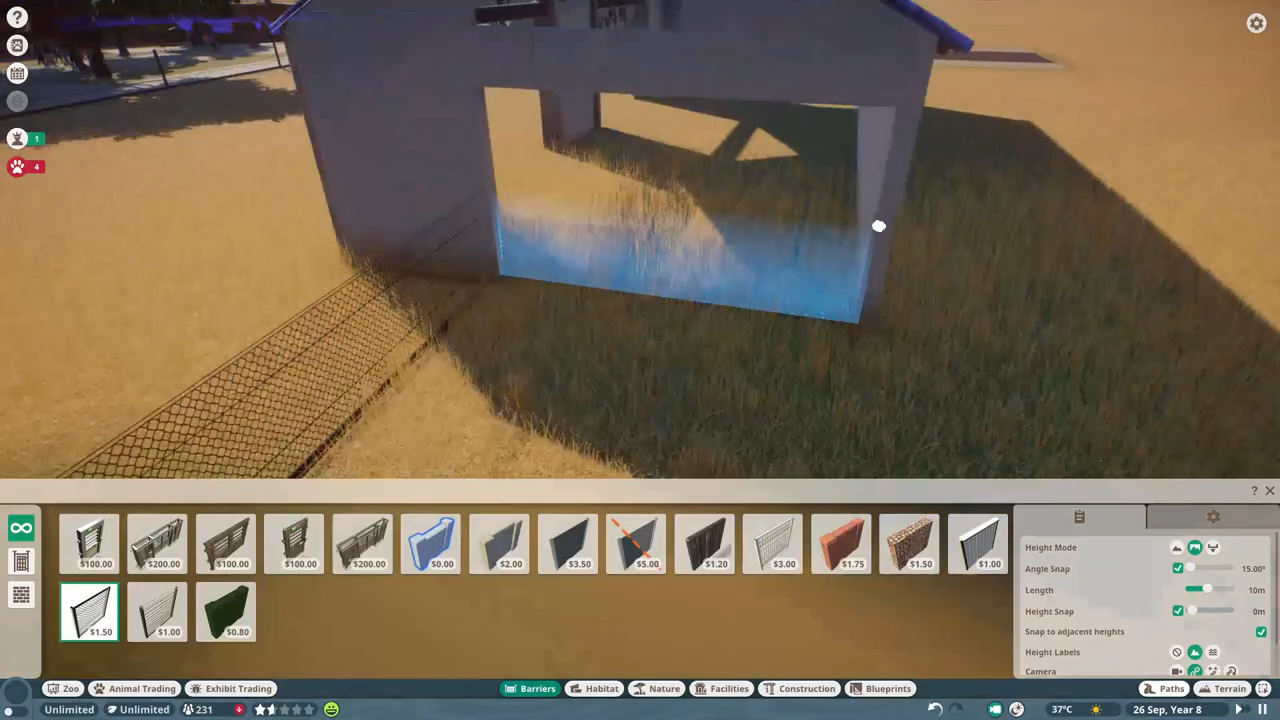 ?
1
4
? ×
$100.00 $200.00 $100.00 $100.00 $200.00 $0.00 $2.00 $3.50 $5.00 $1.20 $3.00 $1.75 $1.50 $1.00
$1.50 $1.00 $0.80
Height Mode
Angle Snap 15.00°
Length 10m
Height Snap 0m
Snap to adjacent heights
Height Labels
Camera
Zoo Animal Trading Exhibit Trading Barriers Habitat Nature Facilities Construction Blueprints Paths Terrain
Unlimited Unlimited 231 37°C 26 Sep, Year 8